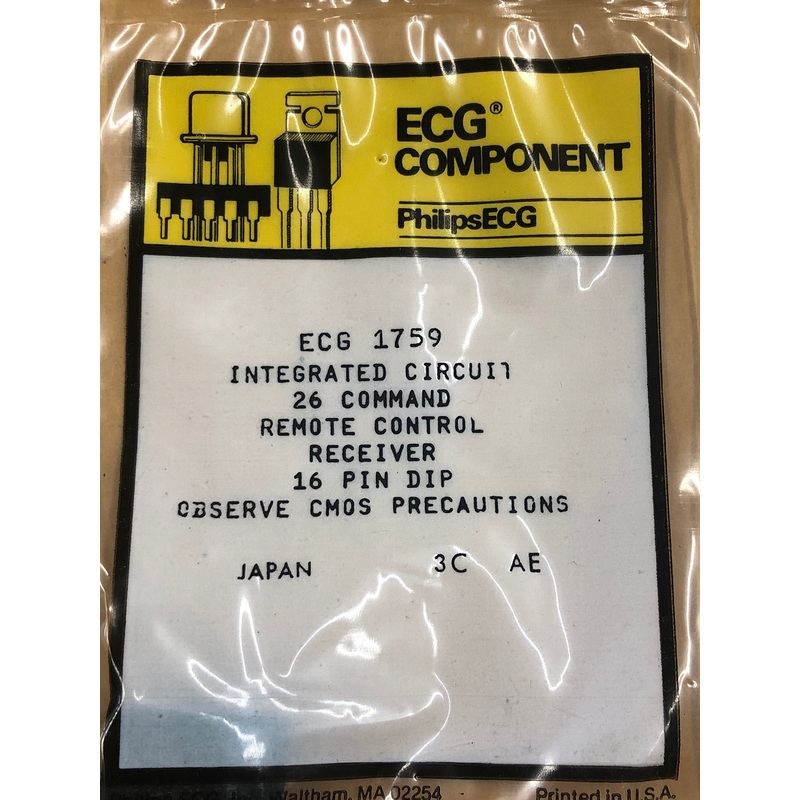 ECG®
COMPONENT
PhilipsECG
ECG 1759
INTEGRATED CIRCUIT
26 COMMAND
REMOTE CONTROL
RECEIVER
16 PIN DIP
OBSERVE CMOS PRECAUTIONS
JAPAN 3C AE
Waltham, MA 02254 Printed in U.S.A.